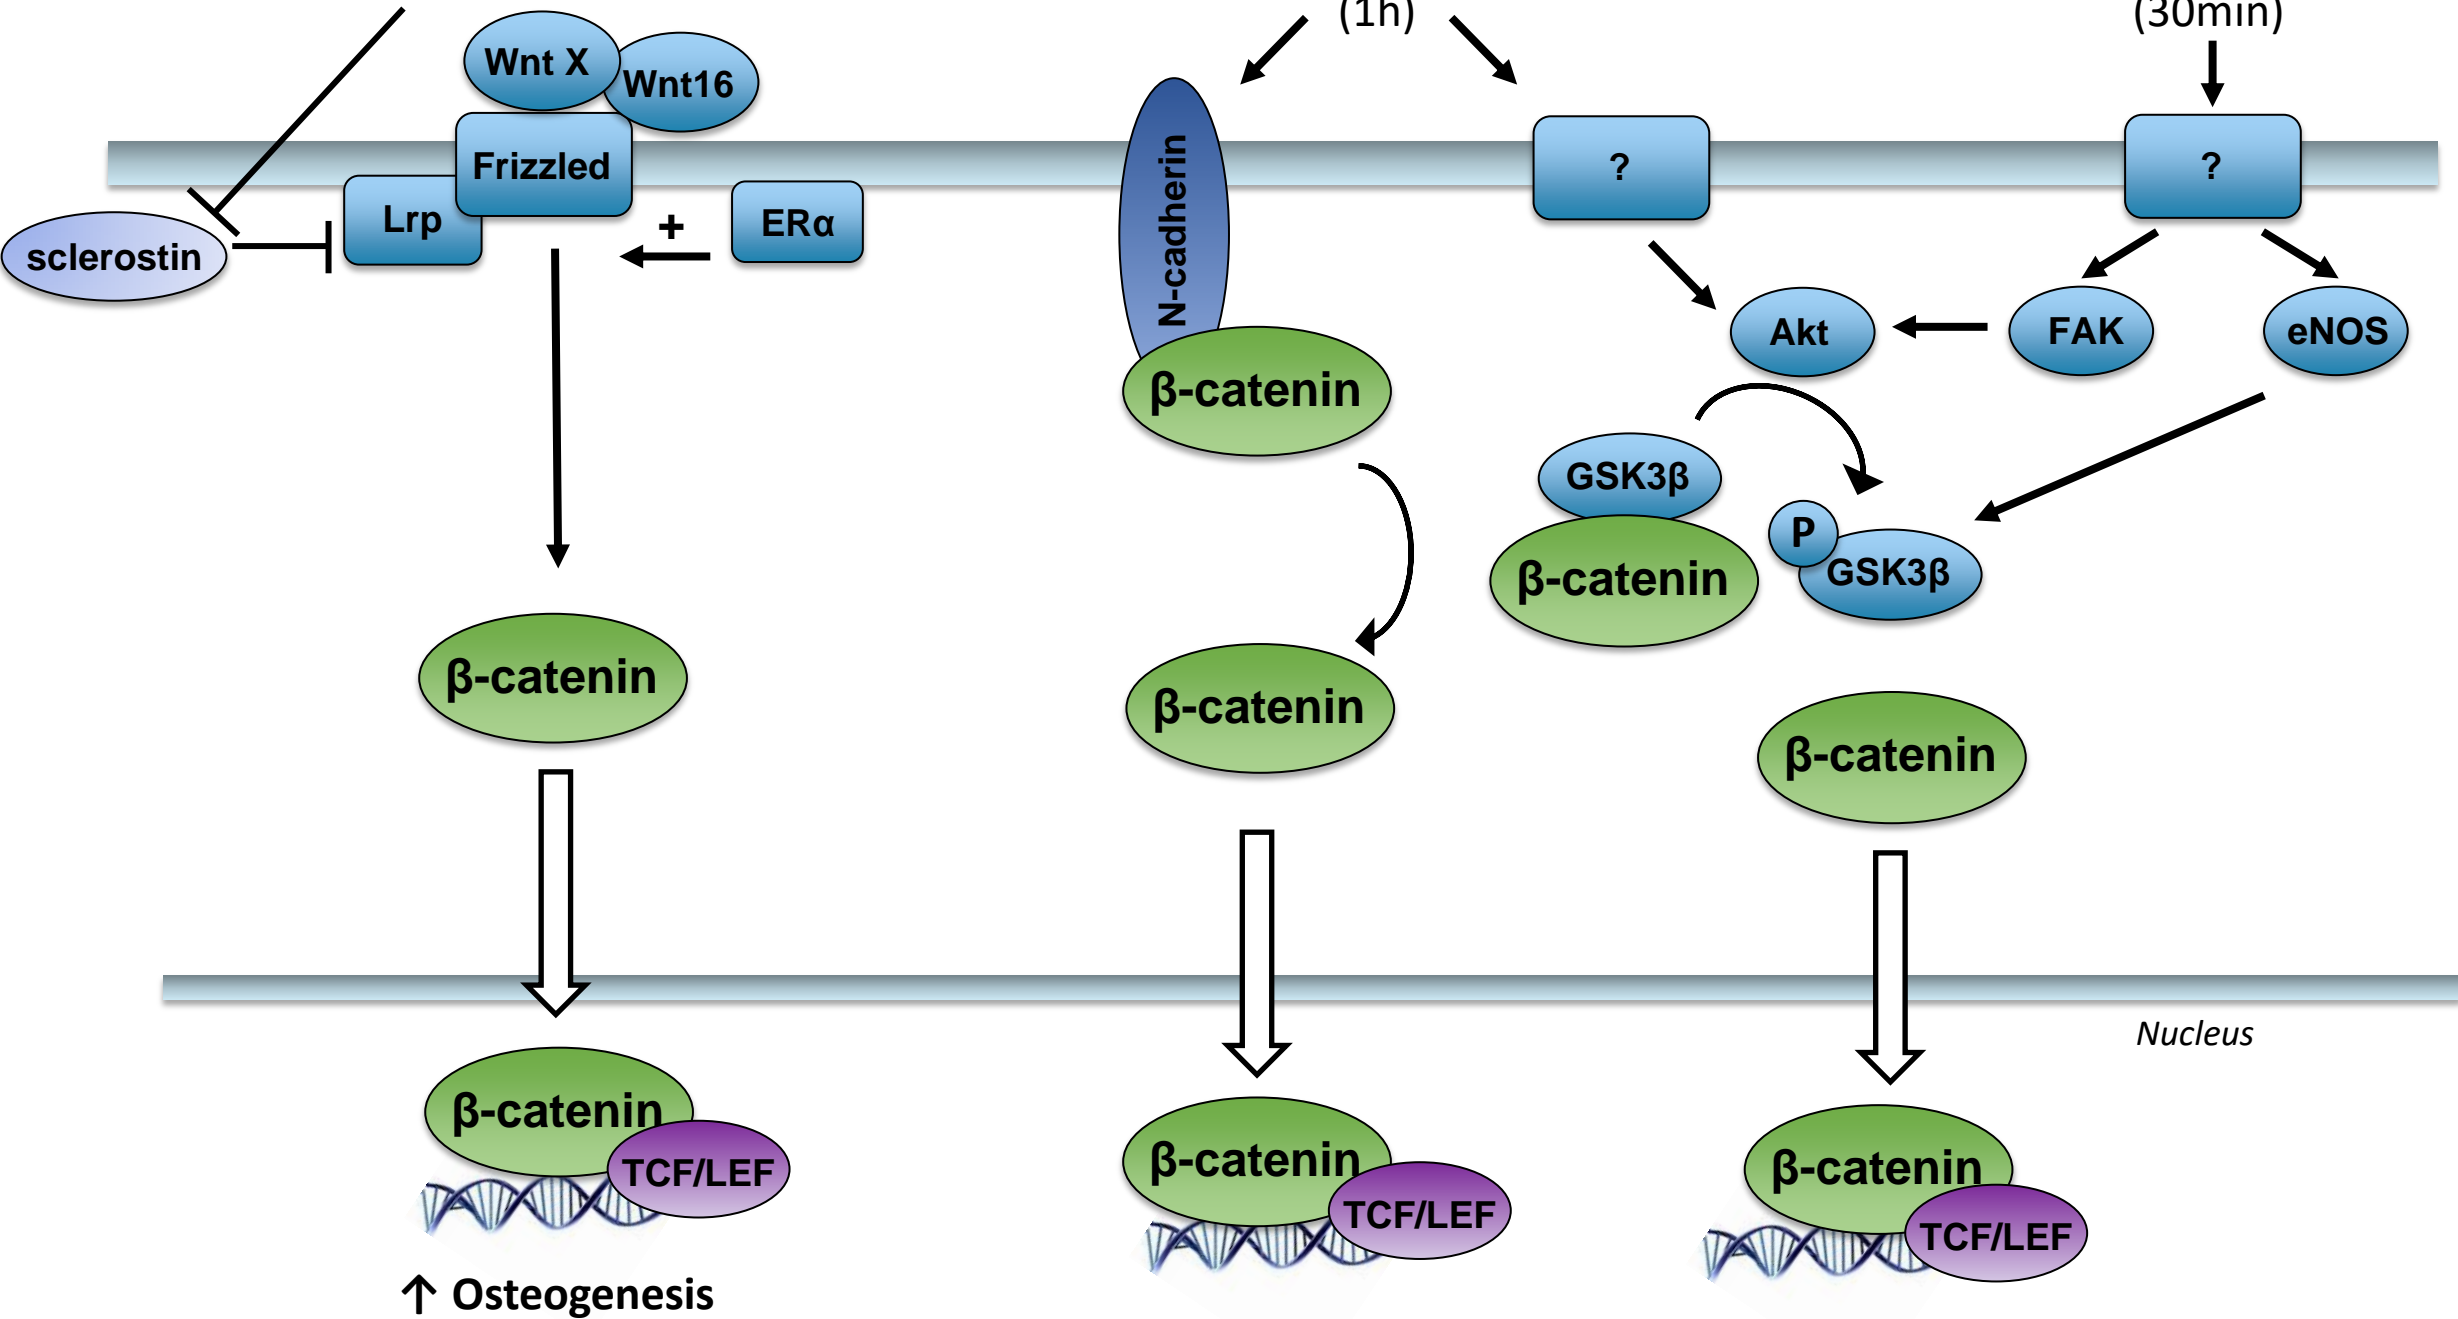 (1h)
(30min)
Wnt X
Wnt16
Frizzled
?
?
Lrp
+
ERα
sclerostin
N-cadherin
Akt
FAK
eNOS
β-catenin
GSK3β
P
GSK3β
β-catenin
β-catenin
β-catenin
β-catenin
Nucleus
β-catenin
TCF/LEF
β-catenin
TCF/LEF
β-catenin
TCF/LEF
↑ Osteogenesis